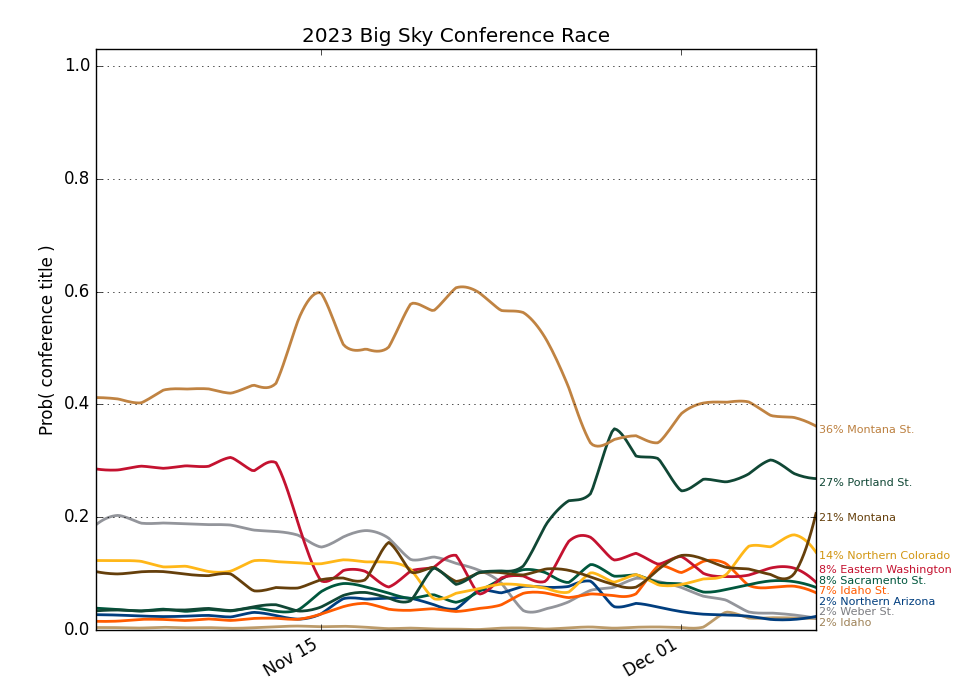 2023 Big Sky Conference Race
Prob( conference title )
1.0
0.8
0.6
0.4
0.2
0.0
Nov 15
Dec 01
36% Montana St.
27% Portland St.
21% Montana
14% Northern Colorado
8% Eastern Washington
8% Sacramento St.
7% Idaho St.
2% Northern Arizona
2% Weber St.
2% Idaho